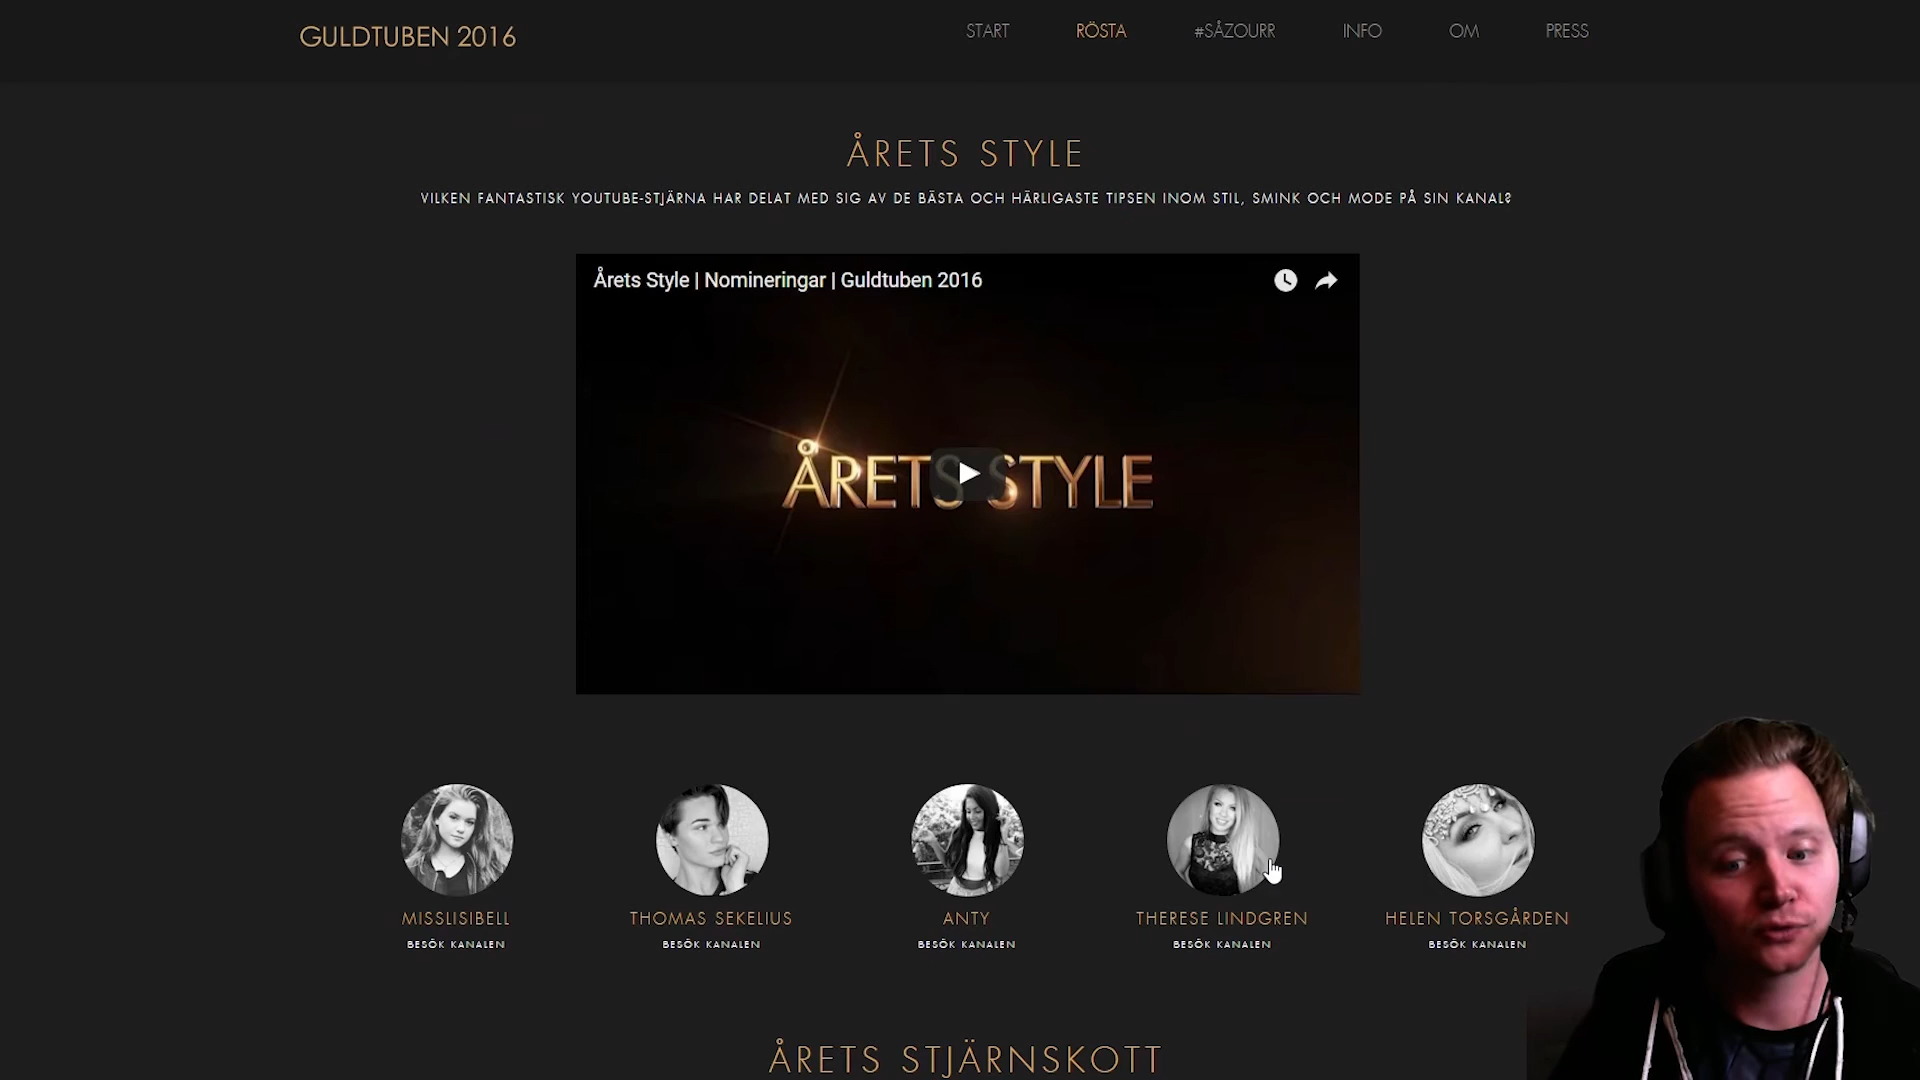 GULDTUBEN 2016
START
RÖSTA
#SÅZOURR
INFO
OM
PRESS
ÅRETS STYLE
VILKEN FANTASTISK YOUTUBE-STJÄRNA HAR DELAT MED SIG AV DE BÄSTA OCH HÄRLIGASTE TIPSEN INOM STIL, SMINK OCH MODE PÅ SIN KANAL?
Årets Style | Nomineringar | Guldtuben 2016
ÅRETS STYLE
MISSLISIBELL
BESÖK KANALEN
THOMAS SEKELIUS
BESÖK KANALEN
ANTY
BESÖK KANALEN
THERESE LINDGREN
BESÖK KANALEN
HELEN TORSGÅRDEN
BESÖK KANALEN
ÅRETS STJÄRNSKOTT